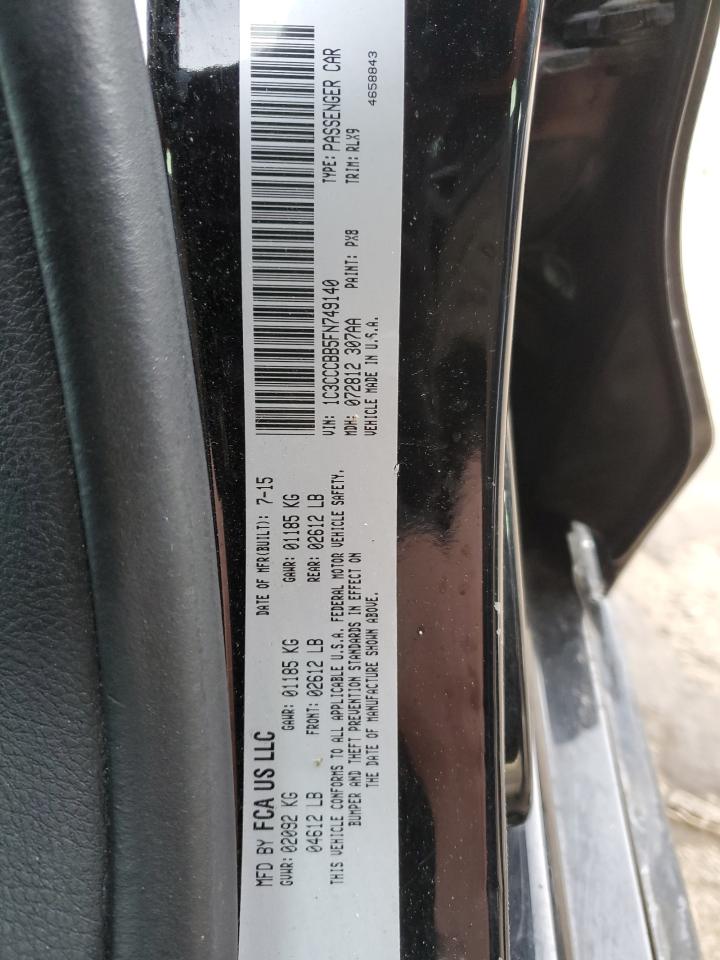 MFD BY FCA US LLC
DATE OF MFR(BUILT): 7-15
GVWR: 02092 KG
GAWR: 01185 KG
GAWR: 01185 KG
04612 LB
FRONT: 02612 LB
REAR: 02612 LB
THIS VEHICLE CONFORMS TO ALL APPLICABLE U.S.A. FEDERAL MOTOR VEHICLE SAFETY,
BUMPER AND THEFT PREVENTION STANDARDS IN EFFECT ON
THE DATE OF MANUFACTURE SHOWN ABOVE.
VIN: 1C3CCCBB5FN749140
TYPE: PASSENGER CAR
MDH: 072812 307AA
PAINT: PX8
TRIM: RLX9
VEHICLE MADE IN U.S.A.
4658843